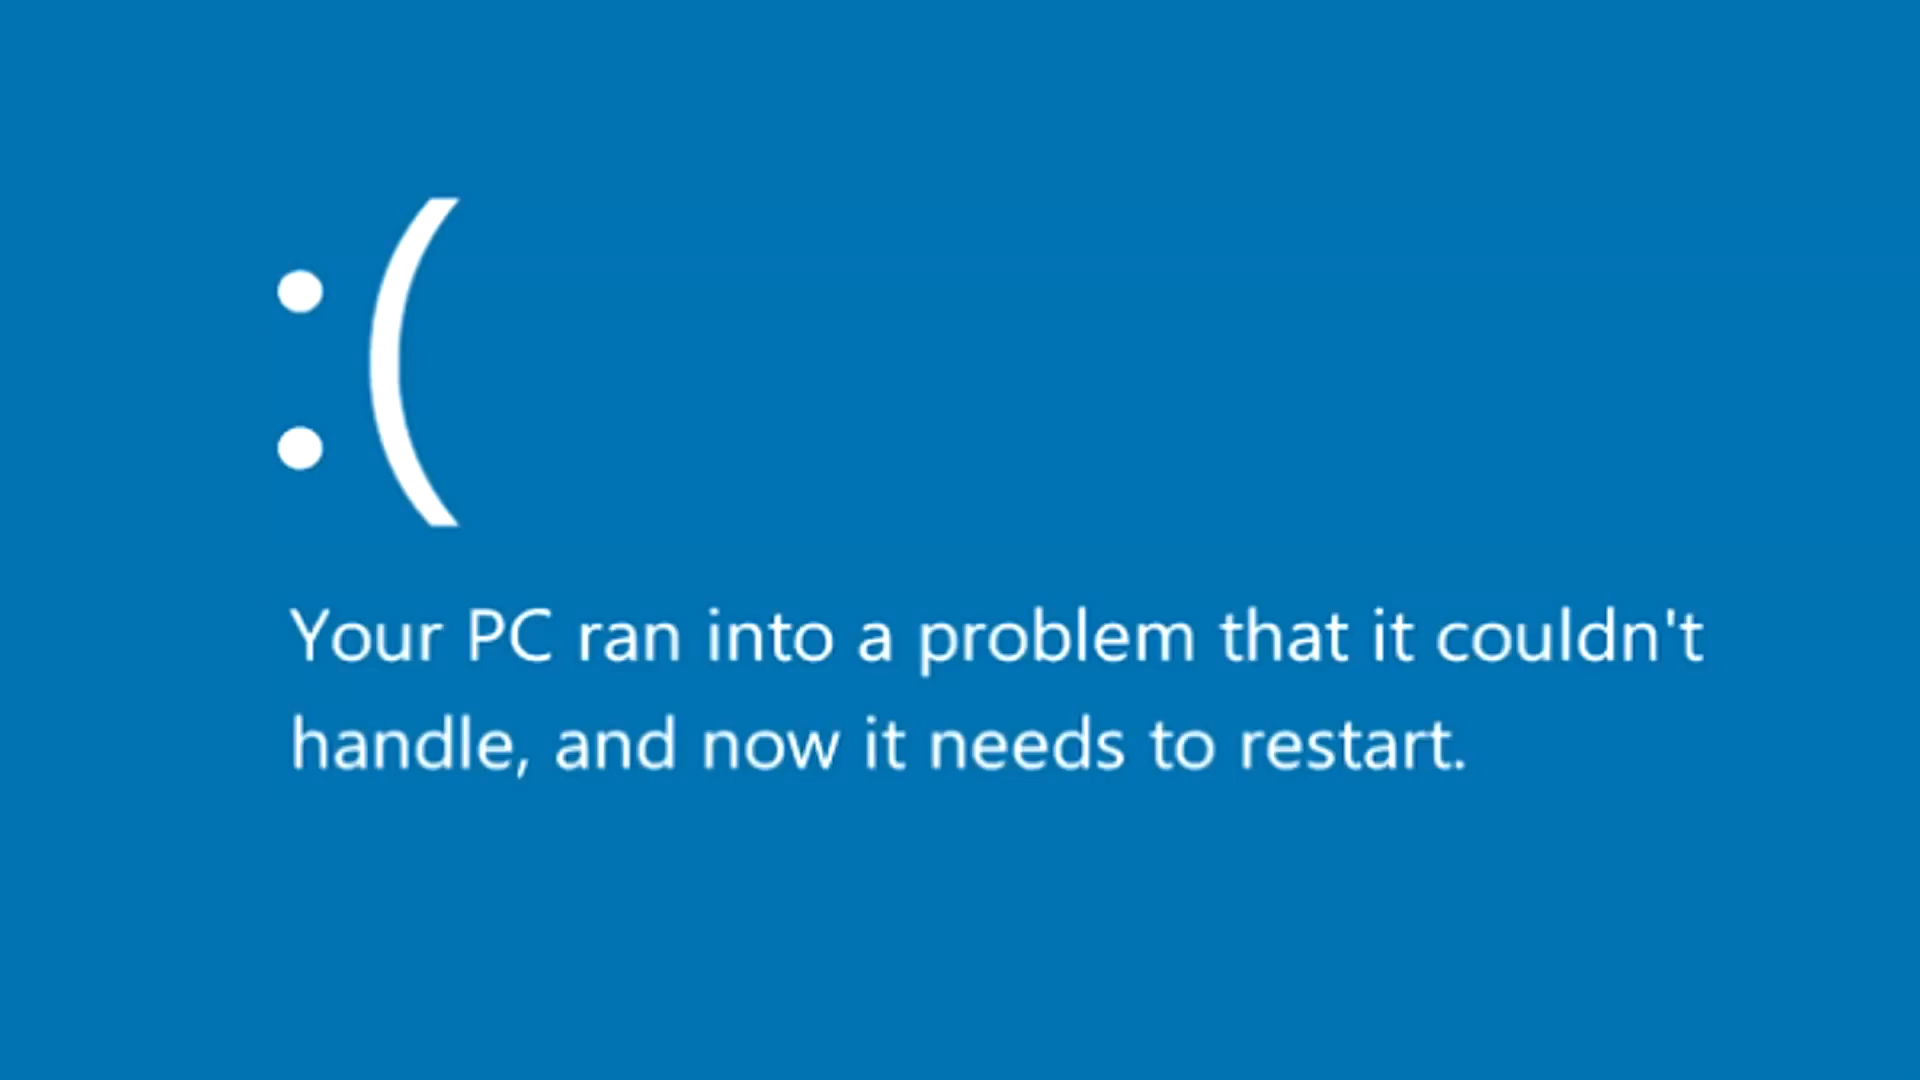 :(
Your PC ran into a problem that it couldn't
handle, and now it needs to restart.